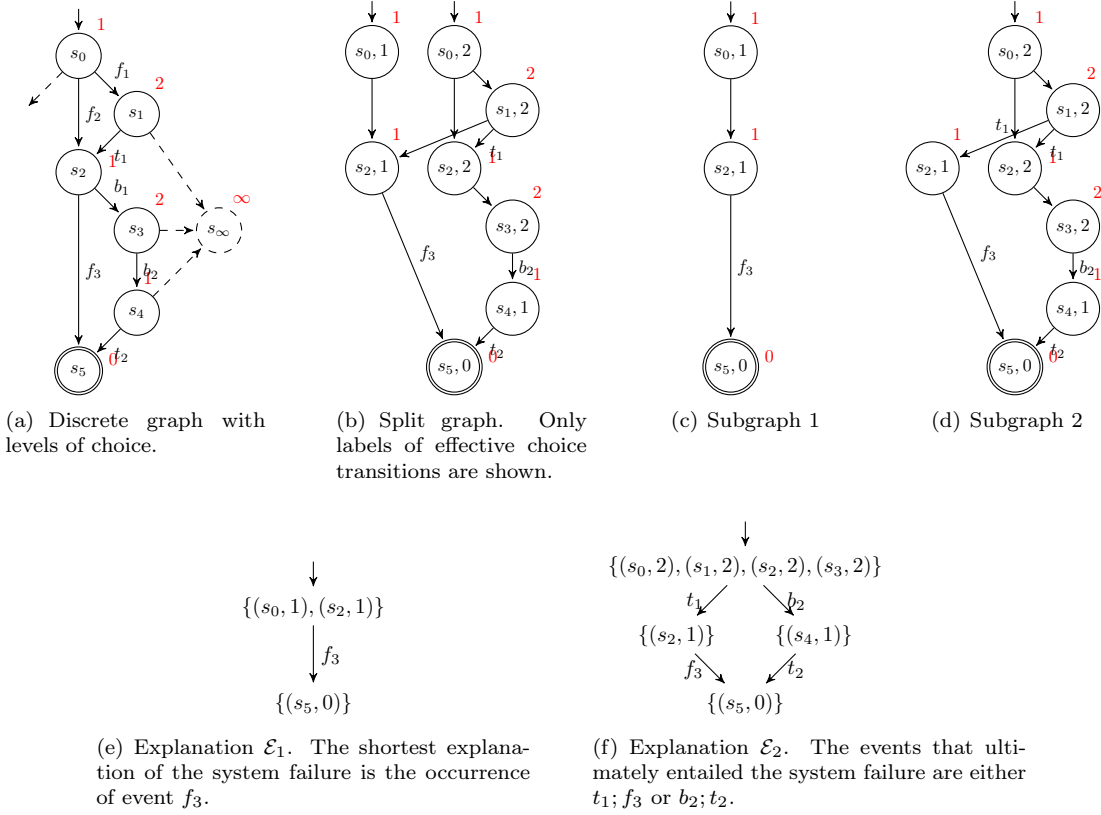 1
s₀
f₁
2
s₁
f₂
t₁
1
s₂
b₁
2
s₃
∞
s∞
f₃
b₂
1
s₄
t₂
0
s₅
(a) Discrete graph with
levels of choice.
1 1
s₀, 1 s₀, 2
2
s₁, 2
1
s₂, 1 s₂, 2
t₁
1
2
s₃, 2
f₃
b₂
1
s₄, 1
t₂
0
s₅, 0
(b) Split graph. Only
labels of effective choice
transitions are shown.
1
s₀, 1
1
s₂, 1
f₃
0
s₅, 0
(c) Subgraph 1
1
s₀, 2
2
s₁, 2
t₁
1
s₂, 1 s₂, 2
t₁
1
2
s₃, 2
f₃
b₂
1
s₄, 1
t₂
0
s₅, 0
(d) Subgraph 2
{(s₀, 1), (s₂, 1)}
f₃
{(s₅, 0)}
(e) Explanation ℰ₁. The shortest explana-
tion of the system failure is the occurrence
of event f₃.
{(s₀, 2), (s₁, 2), (s₂, 2), (s₃, 2)}
t₁ b₂
{(s₂, 1)} {(s₄, 1)}
f₃ t₂
{(s₅, 0)}
(f) Explanation ℰ₂. The events that ulti-
mately entailed the system failure are either
t₁; f₃ or b₂; t₂.